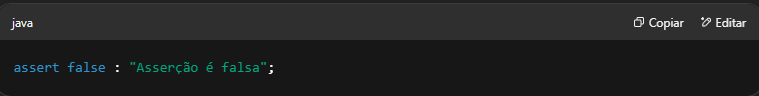 java Copiar Editar
assert false : "Asserção é falsa";